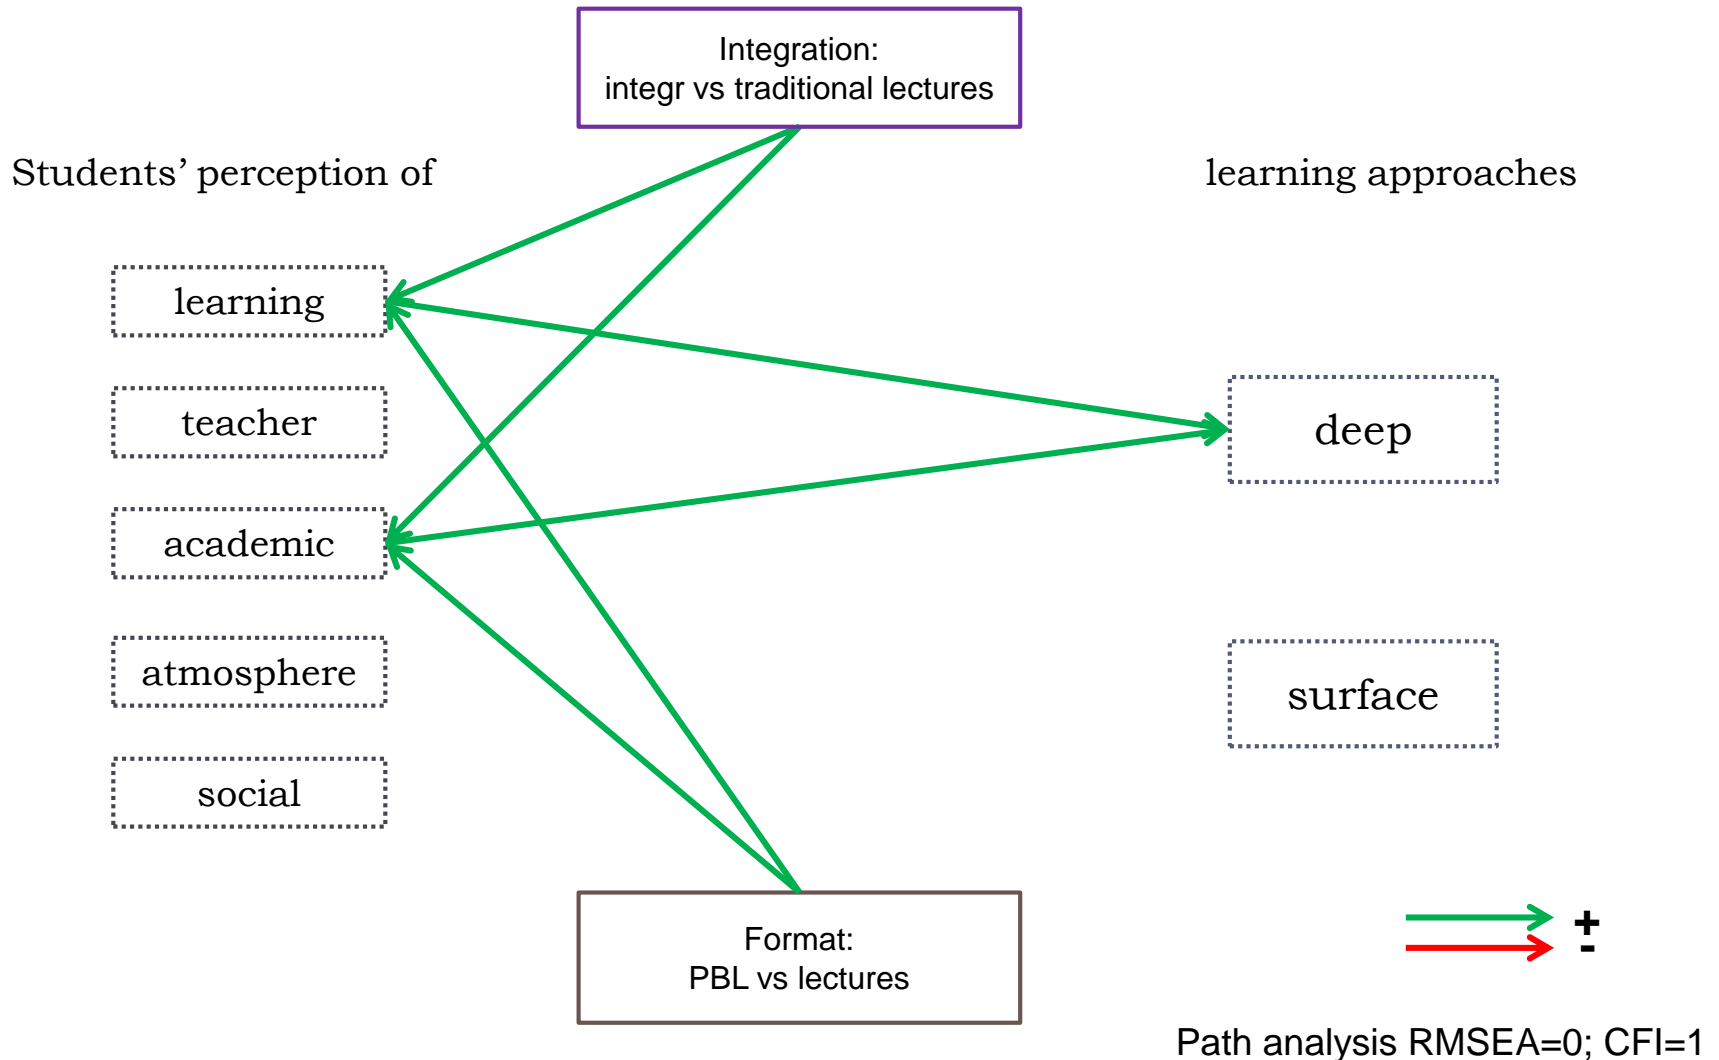 Integration:
integr vs traditional lectures
Students’ perception of
learning approaches
learning
teacher
academic
atmosphere
social
deep
surface
Format:
PBL vs lectures
+
-
Path analysis RMSEA=0; CFI=1